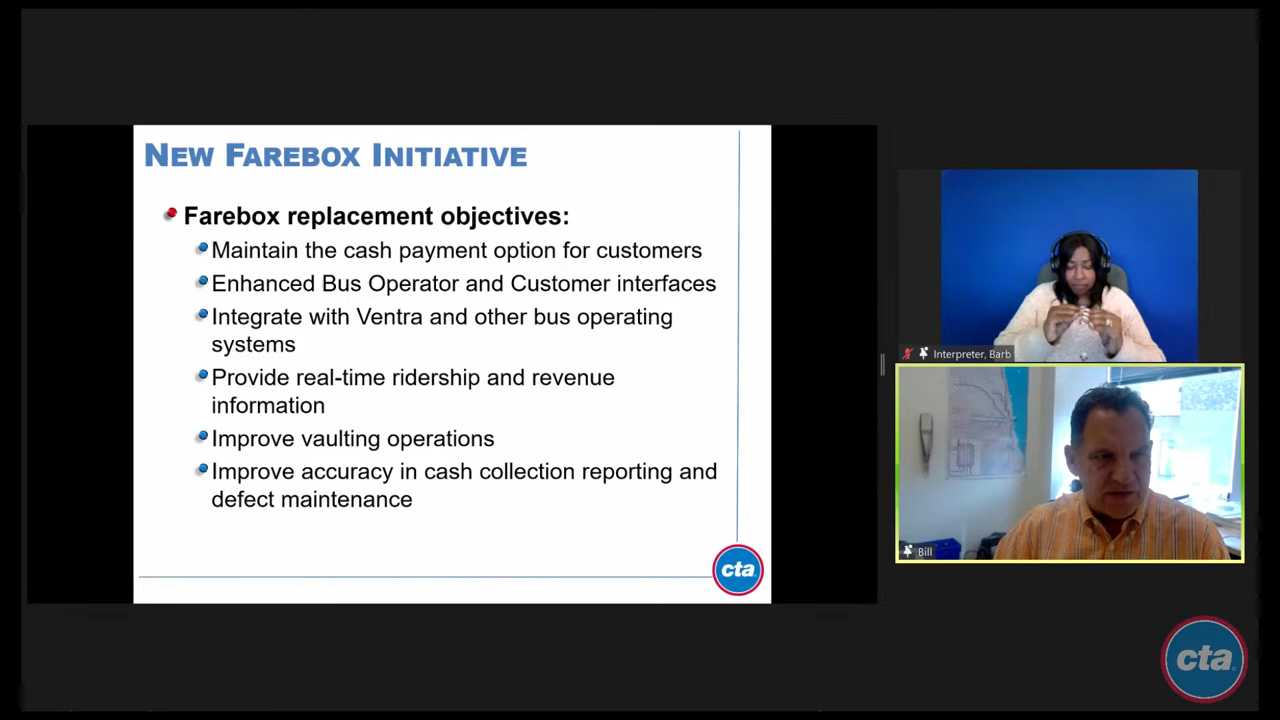 NEW FAREBOX INITIATIVE
Farebox replacement objectives:
Maintain the cash payment option for customers
Enhanced Bus Operator and Customer interfaces
Integrate with Ventra and other bus operating
systems
Provide real-time ridership and revenue
information
Improve vaulting operations
Improve accuracy in cash collection reporting and
defect maintenance
cta
Interpreter, Barb
Bill
cta